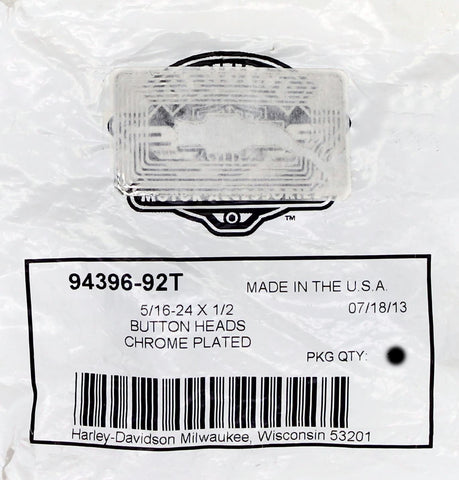 TM
94396-92T
MADE IN THE U.S.A.
5/16-24 X 1/2
07/18/13
BUTTON HEADS
CHROME PLATED
PKG QTY:
Harley-Davidson Milwaukee, Wisconsin 53201